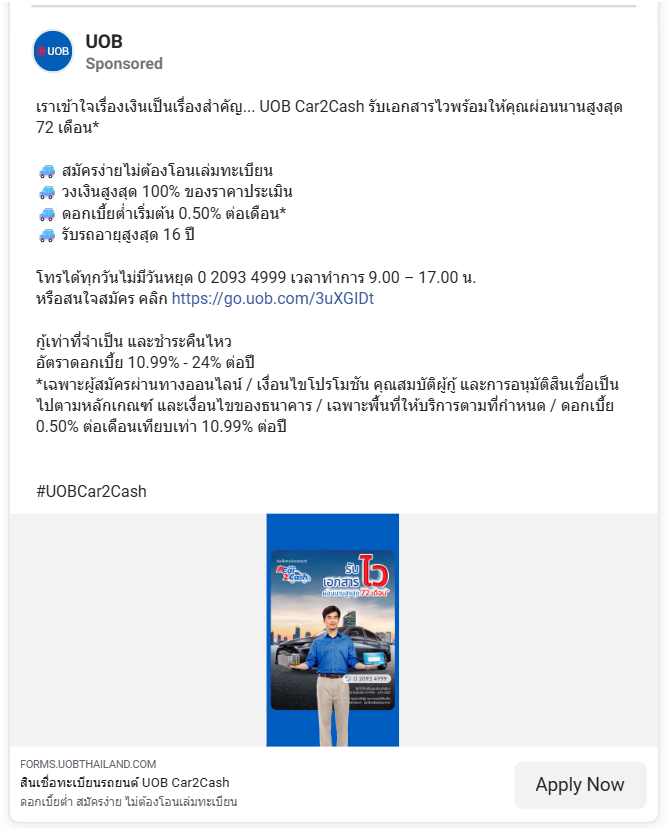 UOB
UOB
Sponsored
เราเข้าใจเรื่องเงินเป็นเรื่องสำคัญ... UOB Car2Cash รับเอกสารไวพร้อมให้คุณผ่อนนานสูงสุด
72 เดือน*
สมัครง่ายไม่ต้องโอนเล่มทะเบียน
วงเงินสูงสุด 100% ของราคาประเมิน
ดอกเบี้ยต่ำเริ่มต้น 0.50% ต่อเดือน*
รับรถอายุสูงสุด 16 ปี
โทรได้ทุกวันไม่มีวันหยุด 0 2093 4999 เวลาทำการ 9.00 – 17.00 น.
หรือสนใจสมัคร คลิก https://go.uob.com/3uXGIDt
กู้เท่าที่จำเป็น และชำระคืนไหว
อัตราดอกเบี้ย 10.99% - 24% ต่อปี
*เฉพาะผู้สมัครผ่านทางออนไลน์ / เงื่อนไขโปรโมชัน คุณสมบัติผู้กู้ และการอนุมัติสินเชื่อเป็น
ไปตามหลักเกณฑ์ และเงื่อนไขของธนาคาร / เฉพาะพื้นที่ให้บริการตามที่กำหนด / ดอกเบี้ย
0.50% ต่อเดือนเทียบเท่า 10.99% ต่อปี
#UOBCar2Cash
Car
2Cash
รับ ไว
เอกสาร
ผ่อนนานสูงสุด 72 เดือน*
0 2093 4999
FORMS.UOBTHAILAND.COM
สินเชื่อทะเบียนรถยนต์ UOB Car2Cash
ดอกเบี้ยต่ำ สมัครง่าย ไม่ต้องโอนเล่มทะเบียน
Apply Now